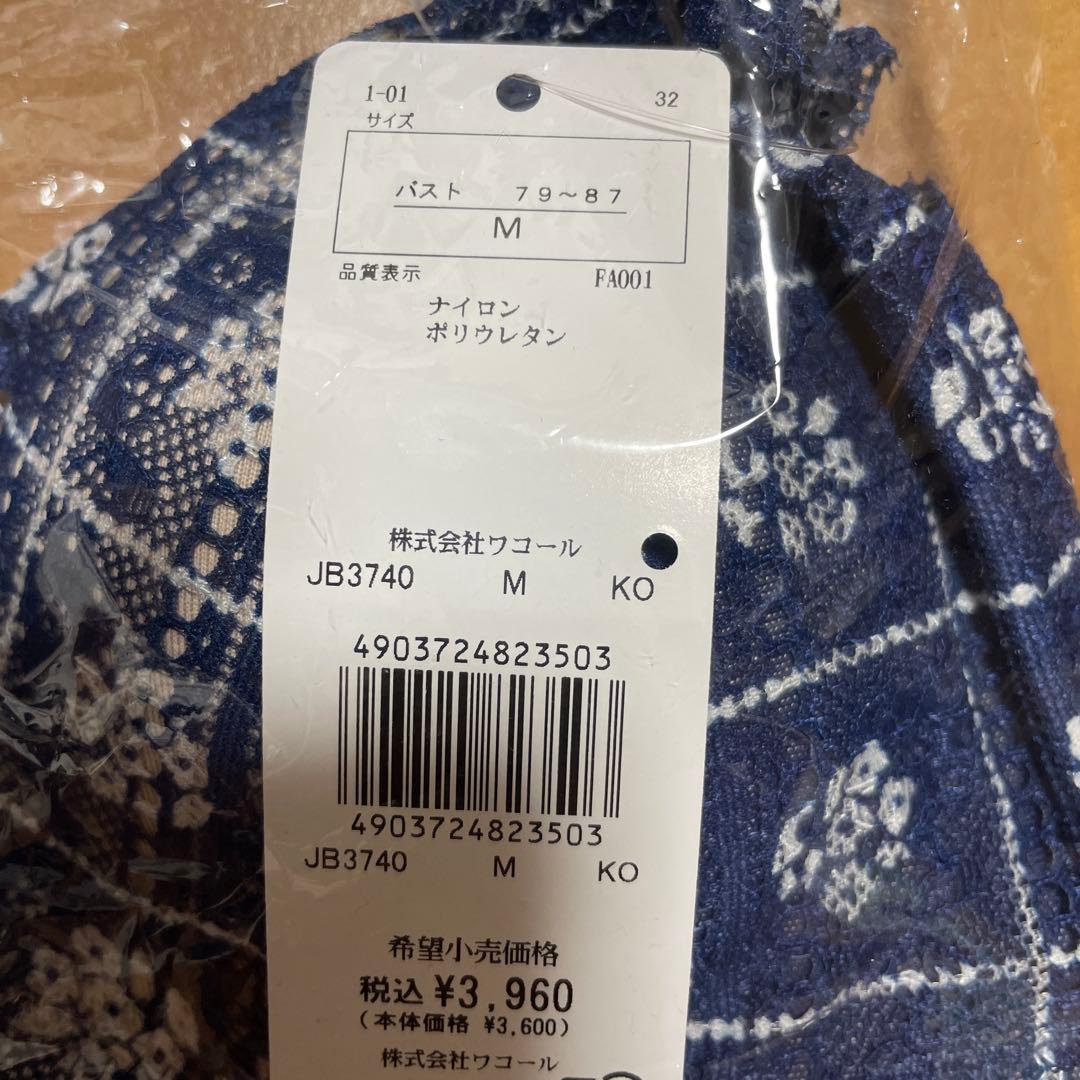 1-01 32
サイズ
バスト 79～87
M
品質表示 FA001
ナイロン
ポリウレタン
株式会社ワコール
JB3740 M KO
4903724823503
4903724823503
JB3740 M KO
希望小売価格
税込 ¥3,960
(本体価格 ¥3,600)
株式会社ワコール